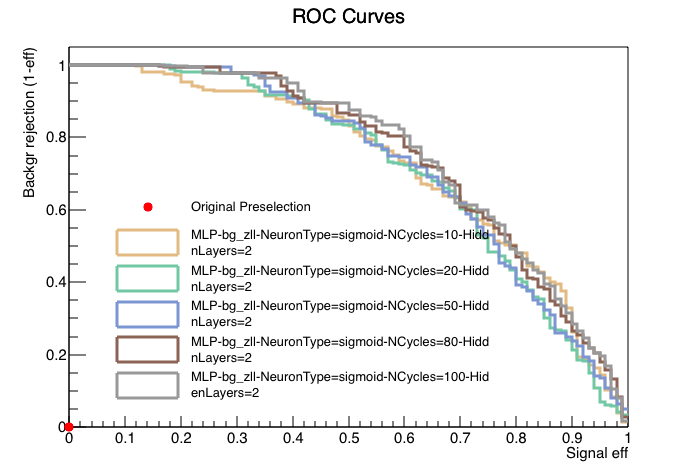 ROC Curves
Backgr rejection (1-eff)
1
0.8
0.6
0.4
0.2
0
Original Preselection
MLP-bg_zll-NeuronType=sigmoid-NCycles=10-Hidd
nLayers=2
MLP-bg_zll-NeuronType=sigmoid-NCycles=20-Hidd
nLayers=2
MLP-bg_zll-NeuronType=sigmoid-NCycles=50-Hidd
nLayers=2
MLP-bg_zll-NeuronType=sigmoid-NCycles=80-Hidd
nLayers=2
MLP-bg_zll-NeuronType=sigmoid-NCycles=100-Hid
enLayers=2
0 0.1 0.2 0.3 0.4 0.5 0.6 0.7 0.8 0.9 1
Signal eff